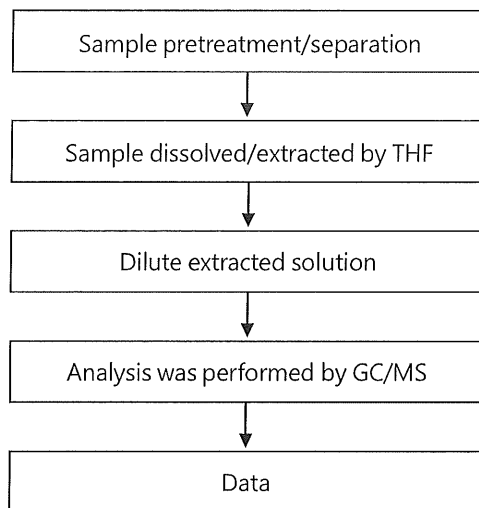 Sample pretreatment/separation
Sample dissolved/extracted by THF
Dilute extracted solution
Analysis was performed by GC/MS
Data